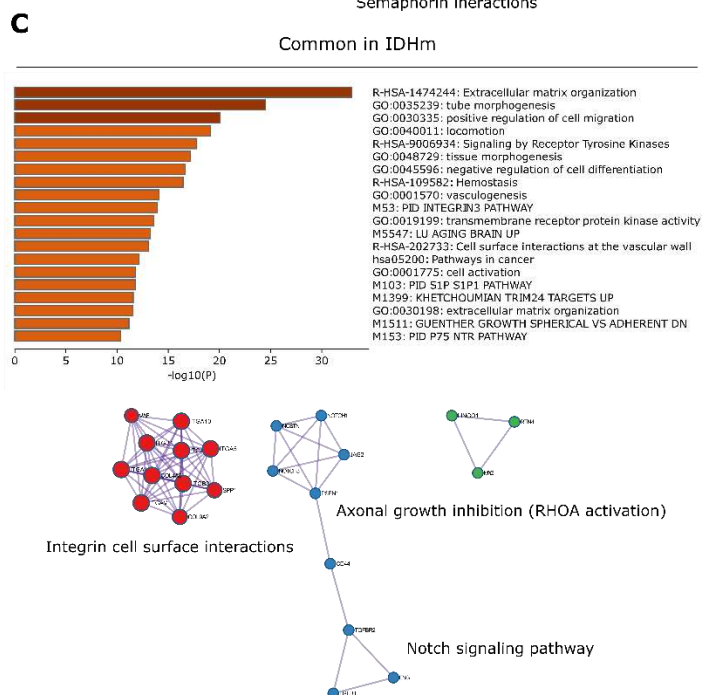 Semaphorin ineractions
C
Common in IDHm
R-HSA-1474244: Extracellular matrix organization
GO:0035239: tube morphogenesis
GO:0030335: positive regulation of cell migration
GO:0040011: locomotion
R-HSA-9006934: Signaling by Receptor Tyrosine Kinases
GO:0048729: tissue morphogenesis
GO:0045596: negative regulation of cell differentiation
R-HSA-109582: Hemostasis
GO:0001570: vasculogenesis
M53: PID INTEGRIN3 PATHWAY
GO:0019199: transmembrane receptor protein kinase activity
M5547: LU AGING BRAIN UP
R-HSA-202733: Cell surface interactions at the vascular wall
hsa05200: Pathways in cancer
GO:0001775: cell activation
M103: PID S1P S1P1 PATHWAY
M1399: KHETCHOUMIAN TRIM24 TARGETS UP
GO:0030198: extracellular matrix organization
M1511: GUENTHER GROWTH SPHERICAL VS ADHERENT DN
M153: PID P75 NTR PATHWAY
0 5 10 15 20 25 30
-log10(P)
SPP1
CD44
TGFBR2
Axonal growth inhibition (RHOA activation)
Integrin cell surface interactions
Notch signaling pathway